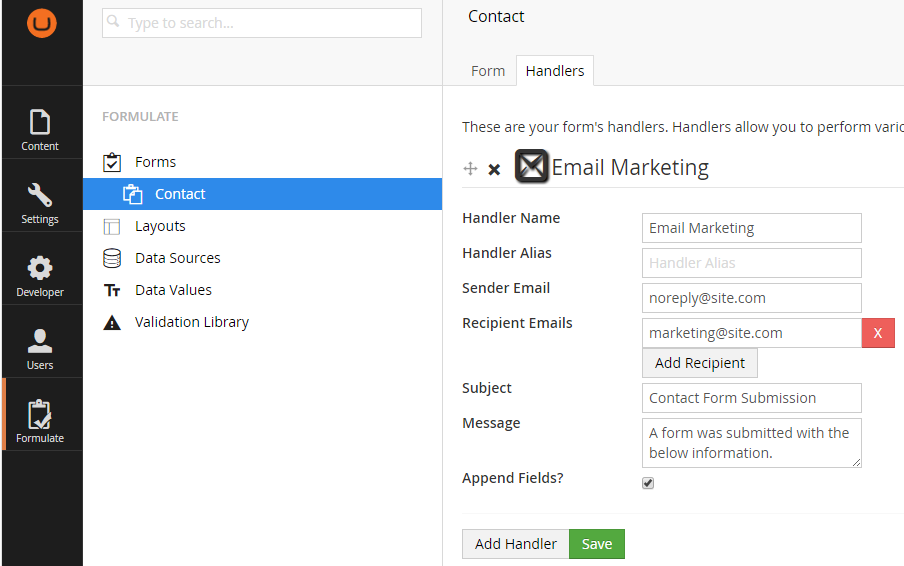 Type to search...
Content
Settings
Developer
Users
Formulate
FORMULATE
Forms
Contact
Layouts
Data Sources
Data Values
Validation Library
Contact
Form
Handlers
These are your form's handlers. Handlers allow you to perform
Email Marketing
Handler Name
Email Marketing
Handler Alias
Handler Alias
Sender Email
noreply@site.com
Recipient Emails
marketing@site.com
X
Add Recipient
Subject
Contact Form Submission
Message
A form was submitted with the
below information.
Append Fields?
Add Handler
Save